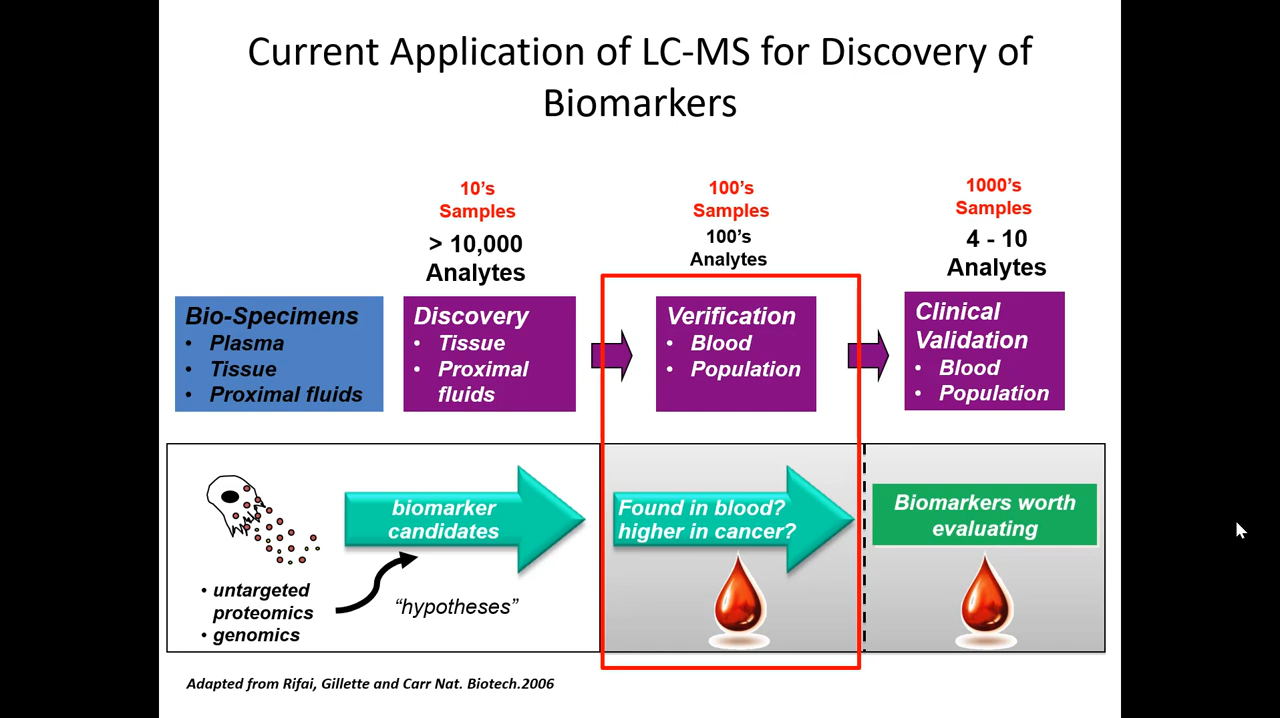 Current Application of LC-MS for Discovery of
Biomarkers
10's
Samples
> 10,000
Analytes
100's
Samples
100's
Analytes
1000's
Samples
4 - 10
Analytes
Bio-Specimens
• Plasma
• Tissue
• Proximal fluids
Discovery
• Tissue
• Proximal
fluids
Verification
• Blood
• Population
Clinical
Validation
• Blood
• Population
biomarker
candidates
• untargeted
proteomics
• genomics
“hypotheses”
Found in blood?
higher in cancer?
Biomarkers worth
evaluating
Adapted from Rifai, Gillette and Carr Nat. Biotech.2006